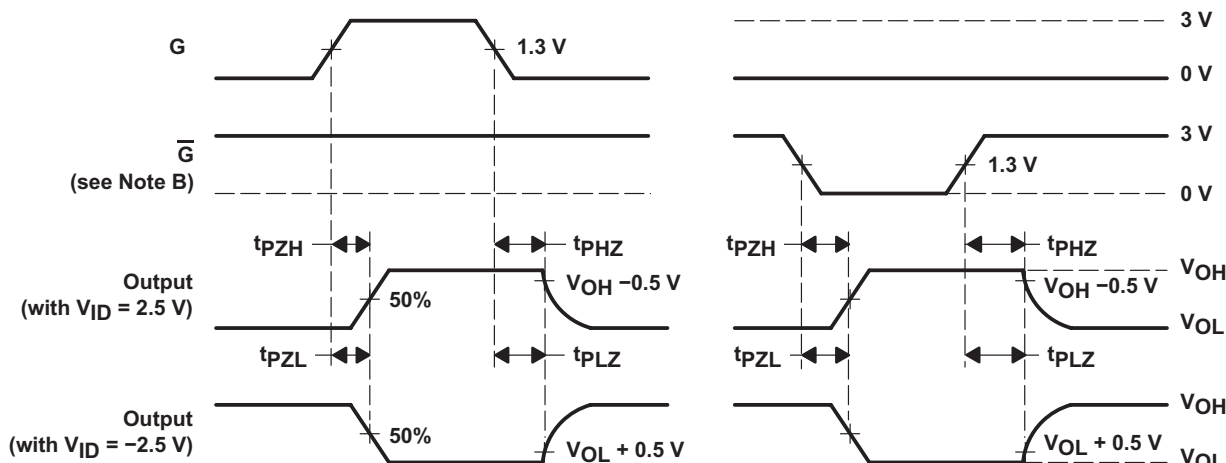 G
1.3 V
3 V
0 V
G
(see Note B)
1.3 V
3 V
0 V
tPZH
tPHZ
tPZH
tPHZ
Output
(with VID = 2.5 V)
50%
VOH −0.5 V
VOH −0.5 V
VOH
VOL
tPZL
tPLZ
tPZL
tPLZ
Output
(with VID = −2.5 V)
50%
VOL + 0.5 V
VOL + 0.5 V
VOH
VOL